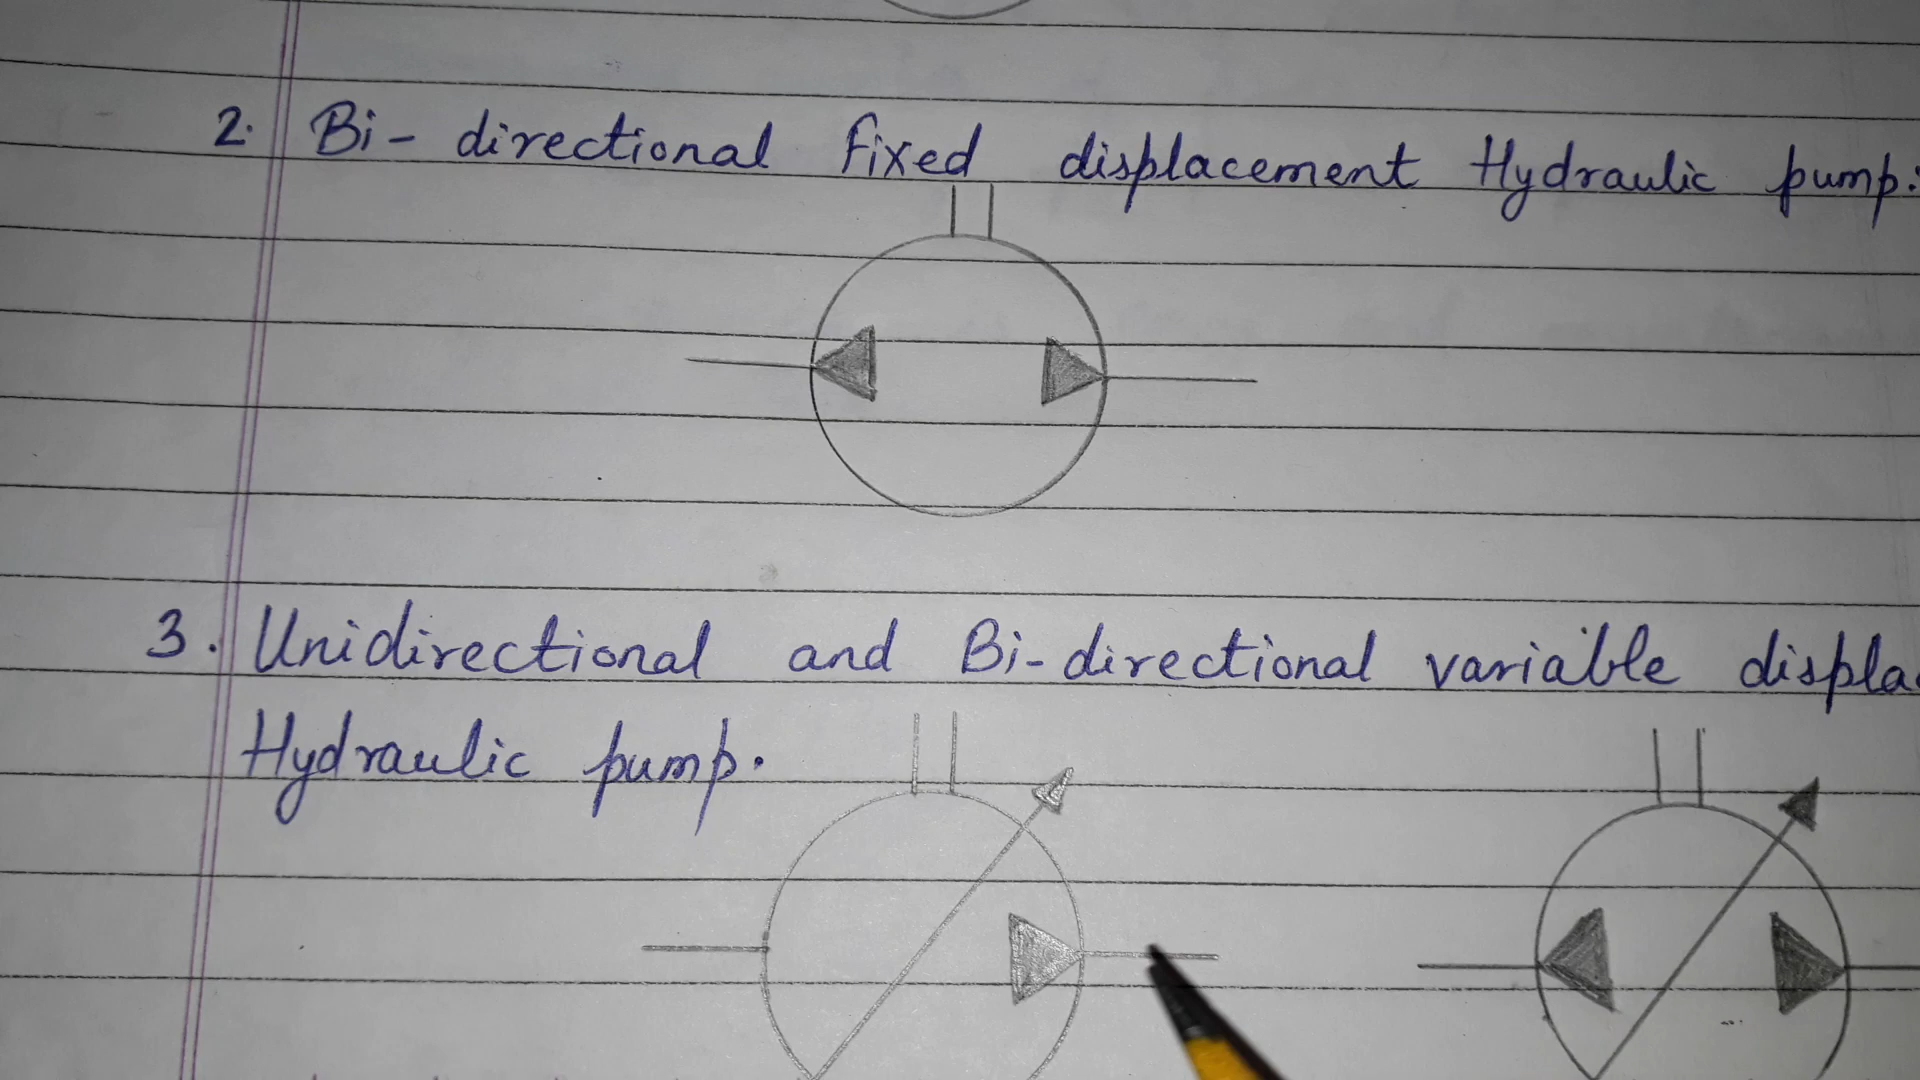 2. Bi-directional fixed displacement Hydraulic pump:
3. Unidirectional and Bi-directional variable displa
Hydraulic pump.